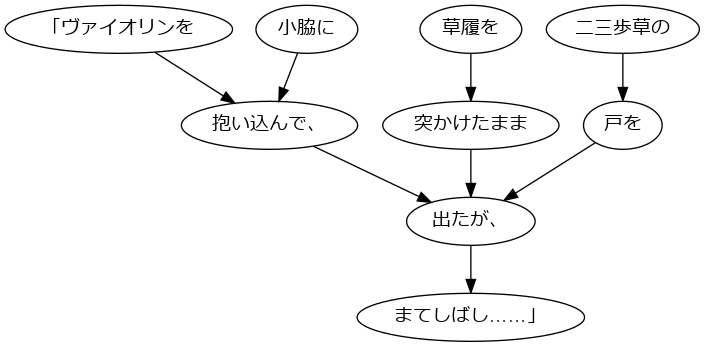 「ヴァイオリンを
小脇に
草履を
二三歩草の
抱い込んで、
突かけたまま
戸を
出たが、
まてしばし……」